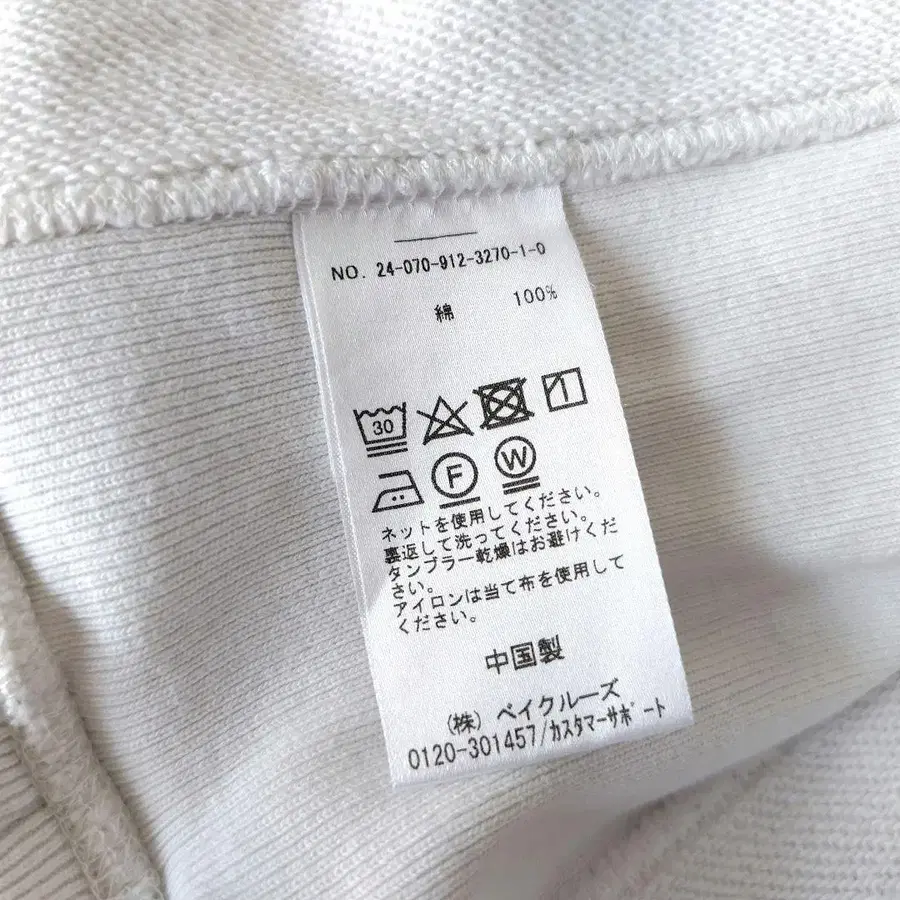 NO. 24-070-912-3270-1-0
綿 100%
30
F W
ネットを使用してください。
裏返して洗ってください。
タンブラー乾燥はお避けくだ
さい。
アイロンは当て布を使用して
ください。
中国製
(株) ベイクルーズ
0120-301457/カスタマーサポート